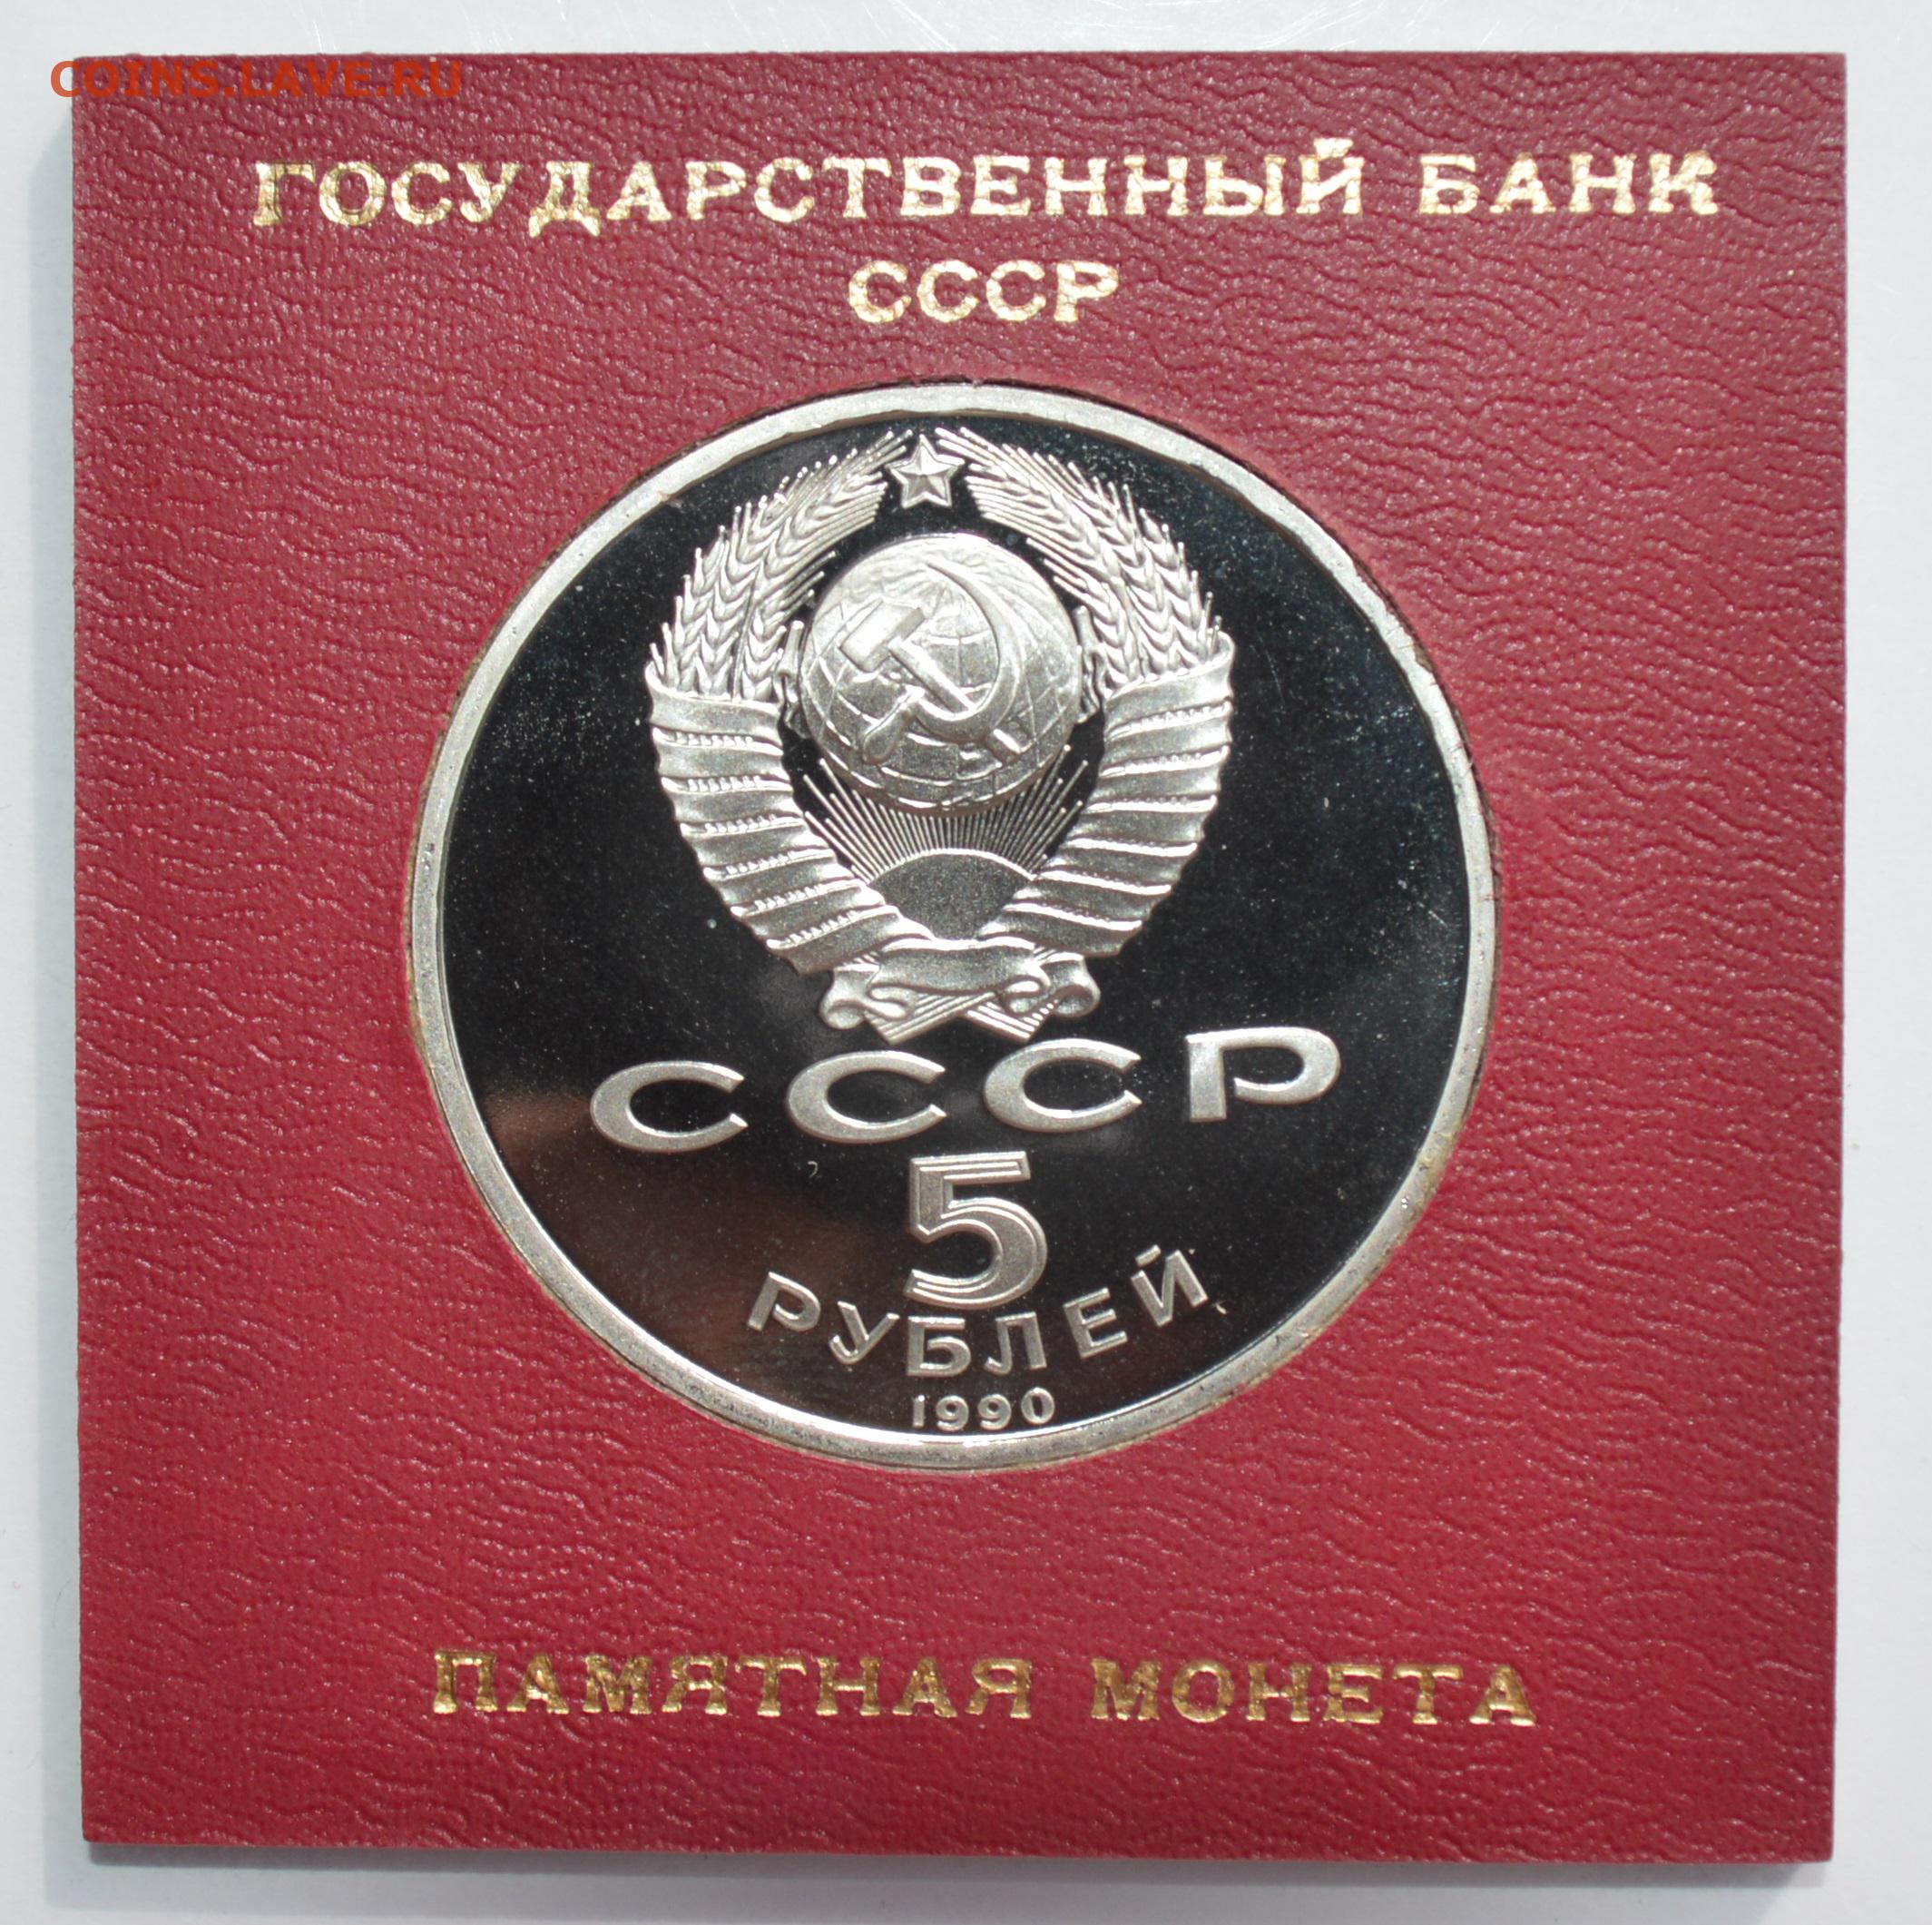 COINS.LAVE.RU
ГОСУДАРСТВЕННЫЙ БАНК
СССР
СССР
5
РУБЛЕЙ
1990
ПАМЯТНАЯ МОНЕТА